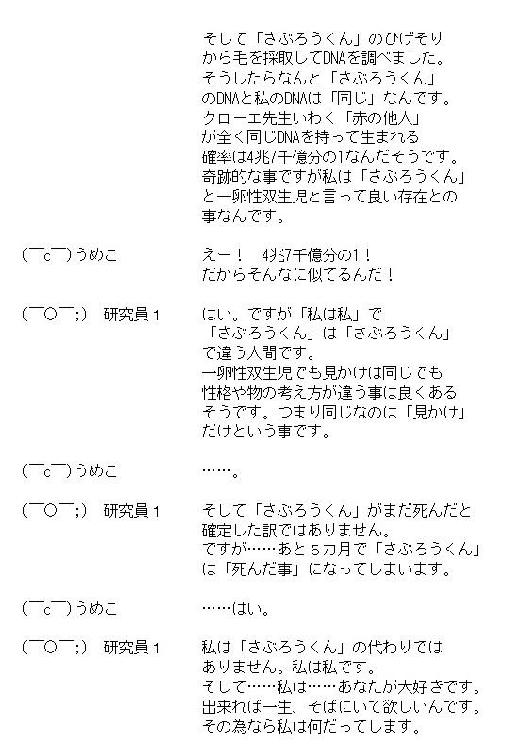 そして「さぶろうくん」のひげそり
から毛を採取してDNAを調べました。
そうしたらなんと「さぶろうくん」
のDNAと私のDNAは「同じ」なんです。
クローエ先生いわく「赤の他人」
が全く同じDNAを持って生まれる
確率は4兆7千億分の1なんだそうです。
奇跡的な事ですが私は「さぶろうくん」
と一卵性双生児と言って良い存在との
事なんです。
(￣c￣)うめこ えー！ 4兆7千億分の1！
だからそんなに似てるんだ！
(￣〇￣;) 研究員1 はい。ですが「私は私」で
「さぶろうくん」は「さぶろうくん」
で違う人間です。
一卵性双生児でも見かけは同じでも
性格や物の考え方が違う事は良くある
そうです。つまり同じなのは「見かけ」
だけという事です。
(￣c￣)うめこ ……。
(￣〇￣;) 研究員1 そして「さぶろうくん」がまだ死んだと
確定した訳ではありません。
ですが……あと５カ月で「さぶろうくん」
は「死んだ事」になってしまいます。
(￣c￣)うめこ ……はい。
(￣〇￣;) 研究員1 私は「さぶろうくん」の代わりでは
ありません。私は私です。
そして……私は……あなたが大好きです。
出来れば一生、そばにいて欲しいんです。
その為なら私は何だってします。